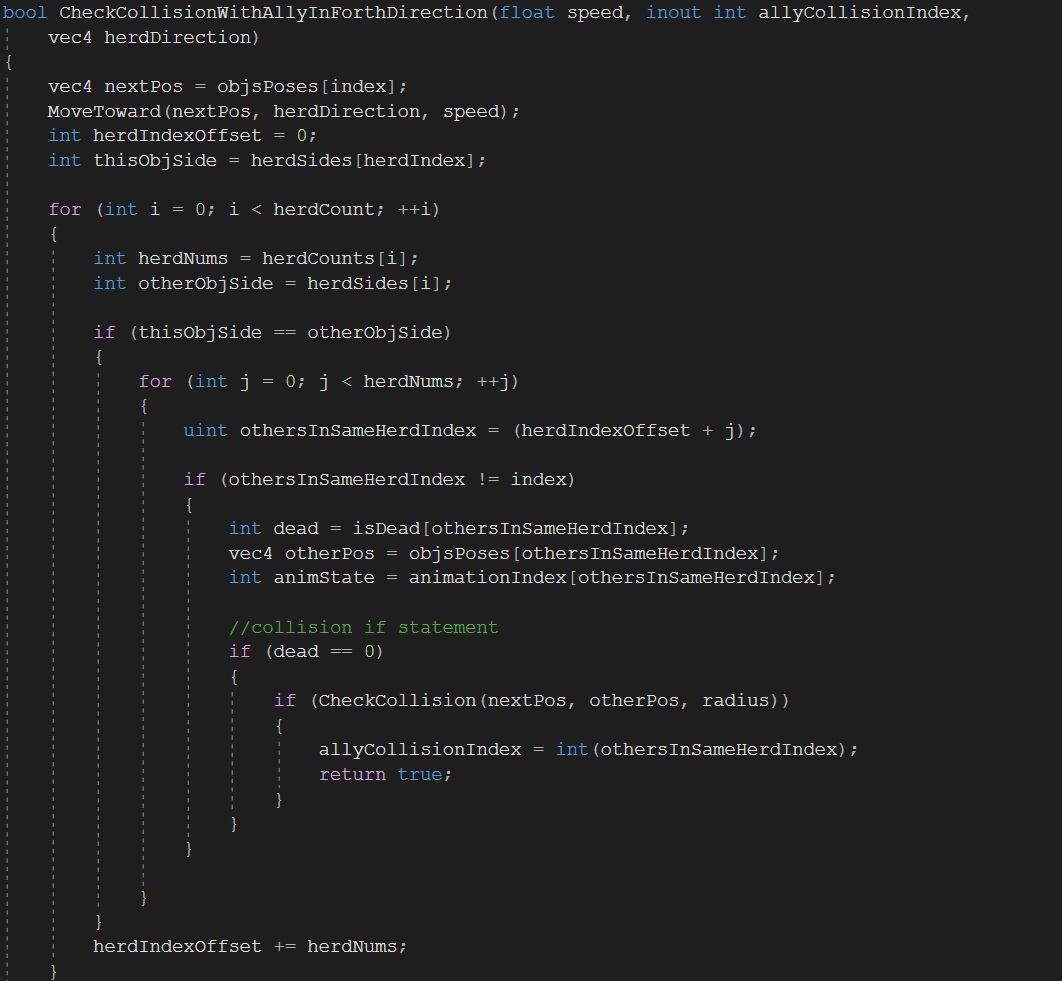 bool CheckCollisionWithAllyInForthDirection(float speed, inout int allyCollisionIndex,
vec4 herdDirection)
{
vec4 nextPos = objsPoses[index];
MoveToward(nextPos, herdDirection, speed);
int herdIndexOffset = 0;
int thisObjSide = herdSides[herdIndex];
for (int i = 0; i < herdCount; ++i)
{
int herdNums = herdCounts[i];
int otherObjSide = herdSides[i];
if (thisObjSide == otherObjSide)
{
for (int j = 0; j < herdNums; ++j)
{
uint othersInSameHerdIndex = (herdIndexOffset + j);
if (othersInSameHerdIndex != index)
{
int dead = isDead[othersInSameHerdIndex];
vec4 otherPos = objsPoses[othersInSameHerdIndex];
int animState = animationIndex[othersInSameHerdIndex];
//collision if statement
if (dead == 0)
{
if (CheckCollision(nextPos, otherPos, radius))
{
allyCollisionIndex = int(othersInSameHerdIndex);
return true;
}
}
}
}
}
herdIndexOffset += herdNums;
}